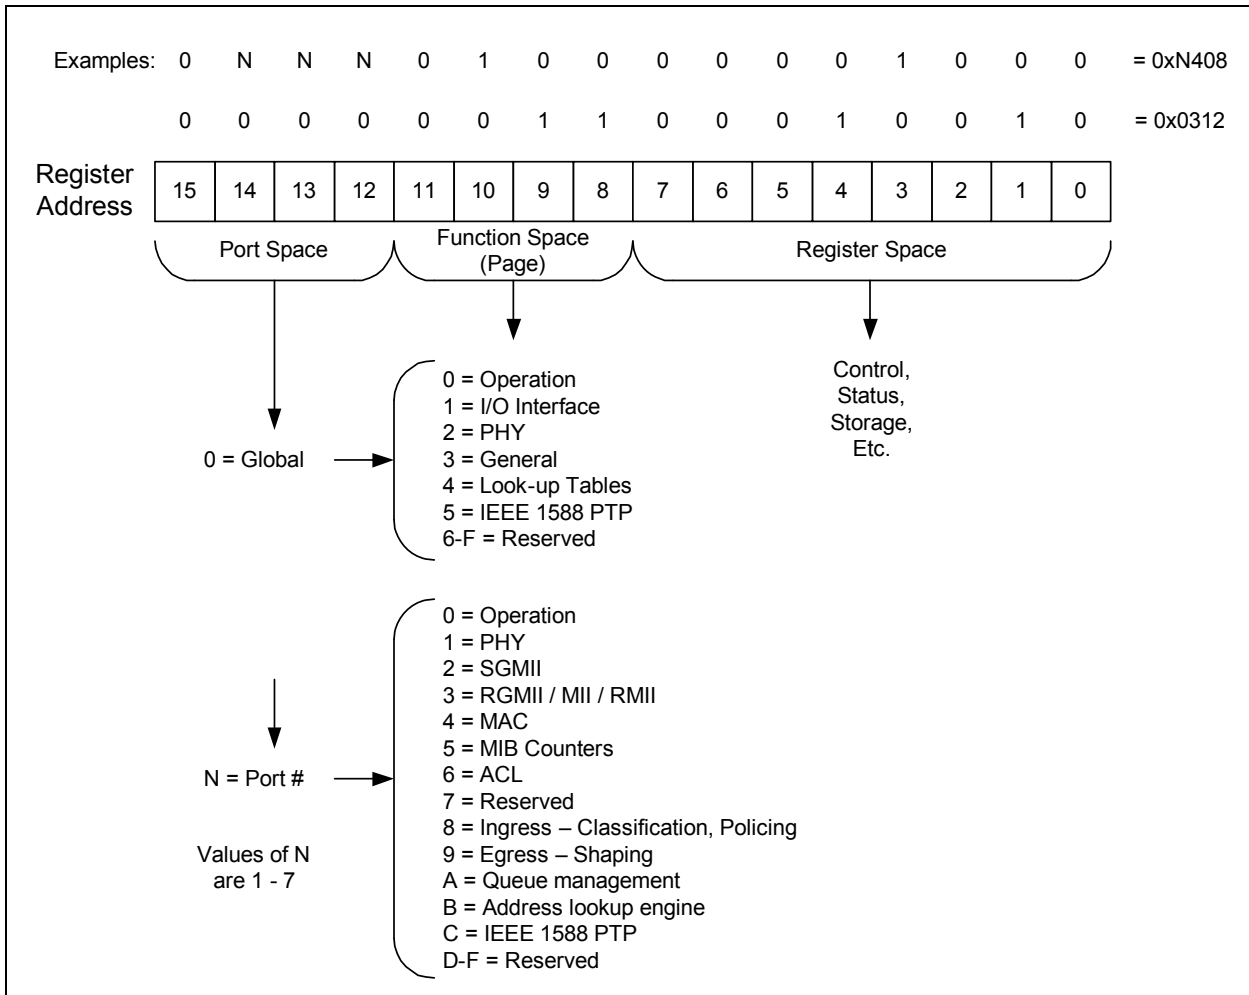 Examples: 0 N N N 0 1 0 0 0 0 0 0 1 0 0 0 = 0xN408
0 0 0 0 0 0 1 1 0 0 0 1 0 0 1 0 = 0x0312
Register
Address
15 14 13 12 11 10 9 8 7 6 5 4 3 2 1 0
Port Space
Function Space
(Page)
Register Space
0 = Global
0 = Operation
1 = I/O Interface
2 = PHY
3 = General
4 = Look-up Tables
5 = IEEE 1588 PTP
6-F = Reserved
Control,
Status,
Storage,
Etc.
N = Port #
Values of N
are 1 - 7
0 = Operation
1 = PHY
2 = SGMII
3 = RGMII / MII / RMII
4 = MAC
5 = MIB Counters
6 = ACL
7 = Reserved
8 = Ingress – Classification, Policing
9 = Egress – Shaping
A = Queue management
B = Address lookup engine
C = IEEE 1588 PTP
D-F = Reserved